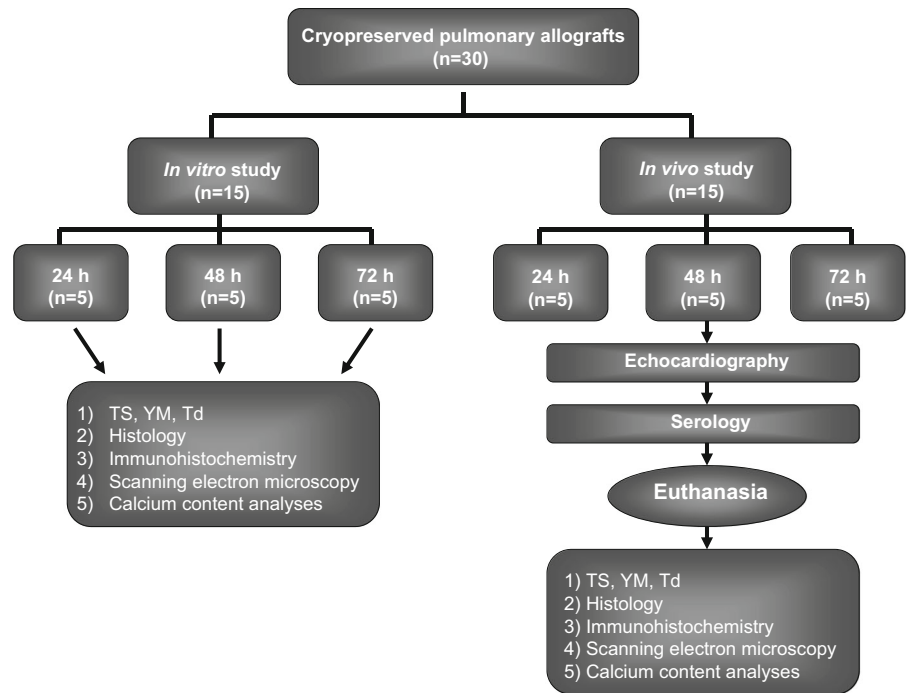 Cryopreserved pulmonary allografts
(n=30)
In vitro study
(n=15)
In vivo study
(n=15)
24 h
(n=5)
48 h
(n=5)
72 h
(n=5)
24 h
(n=5)
48 h
(n=5)
72 h
(n=5)
1) TS, YM, Td
2) Histology
3) Immunohistochemistry
4) Scanning electron microscopy
5) Calcium content analyses
Echocardiography
Serology
Euthanasia
1) TS, YM, Td
2) Histology
3) Immunohistochemistry
4) Scanning electron microscopy
5) Calcium content analyses